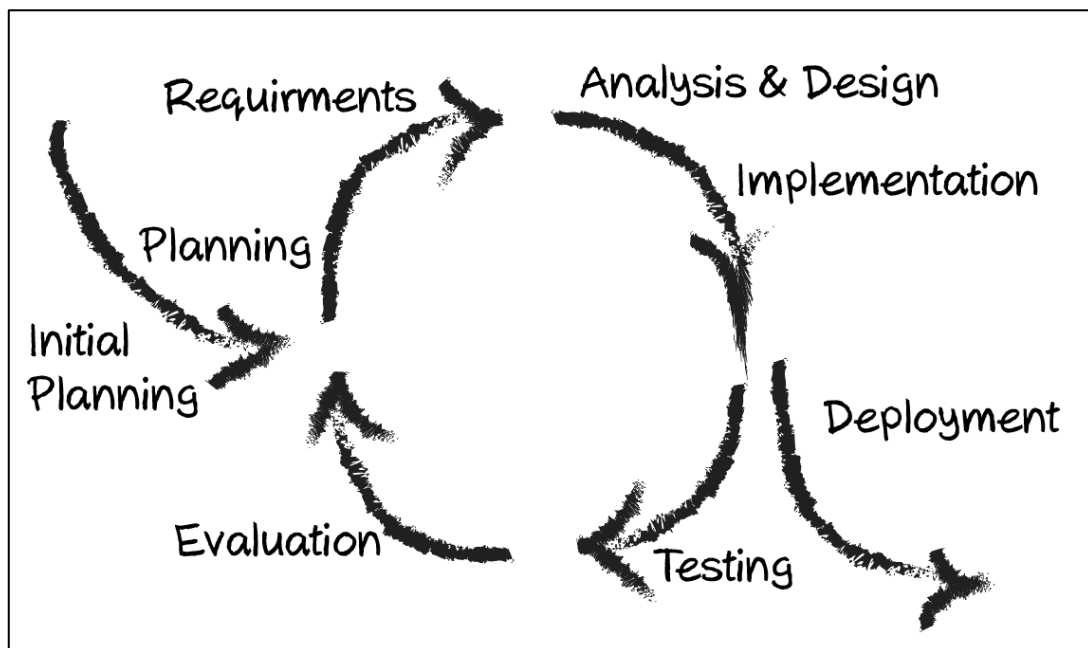 Requirments
Analysis & Design
Implementation
Planning
Initial
Planning
Deployment
Evaluation
Testing